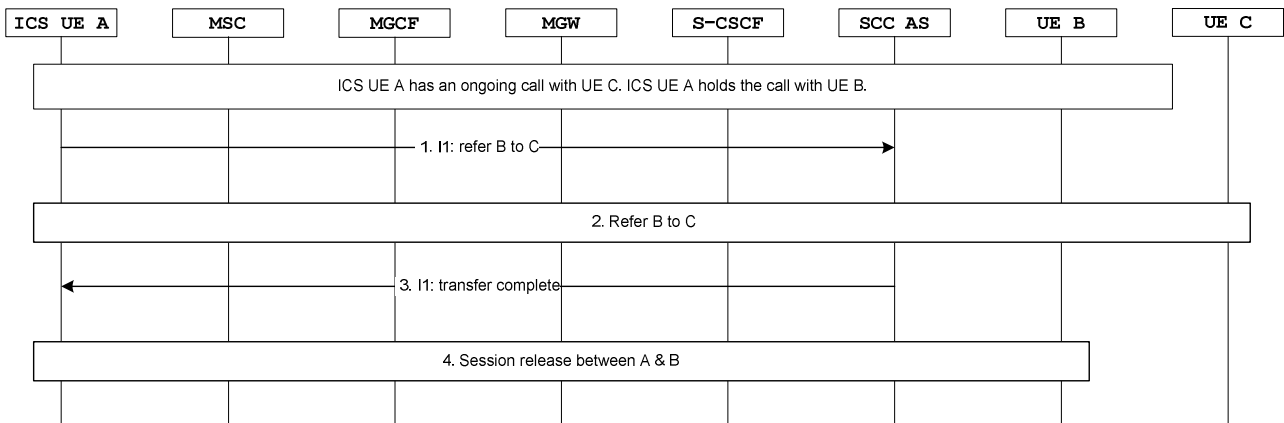 ICS UE A MSC MGCF MGW S-CSCF SCC AS UE B UE C
ICS UE A has an ongoing call with UE C. ICS UE A holds the call with UE B.
1. I1: refer B to C
2. Refer B to C
3. I1: transfer complete
4. Session release between A & B